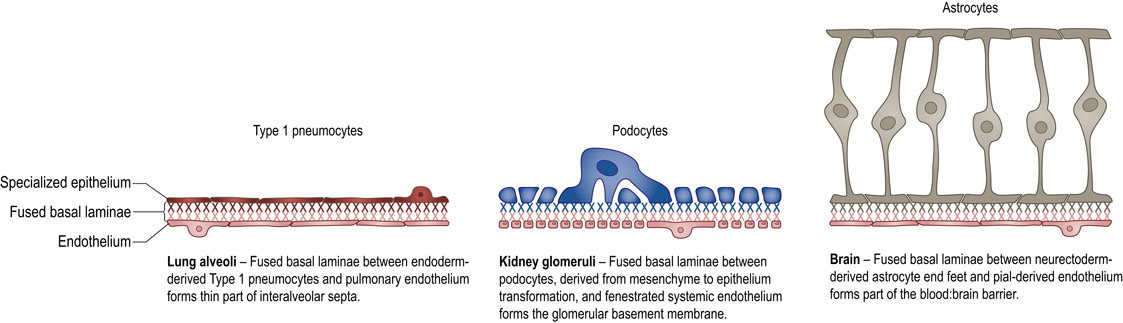 Astrocytes
Type 1 pneumocytes
Podocytes
Specialized epithelium
Fused basal laminae
Endothelium
Lung alveoli – Fused basal laminae between endoderm-
derived Type 1 pneumocytes and pulmonary endothelium
forms thin part of interalveolar septa.
Kidney glomeruli – Fused basal laminae between
podocytes, derived from mesenchyme to epithelium
transformation, and fenestrated systemic endothelium
forms the glomerular basement membrane.
Brain – Fused basal laminae between neurectoderm-
derived astrocyte end feet and pial-derived endothelium
forms part of the blood:brain barrier.